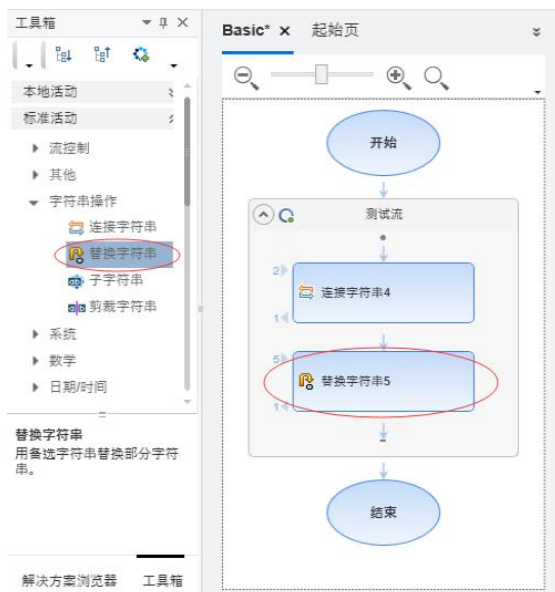 工具箱
本地活动
标准活动
流控制
其他
字符串操作
连接字符串
替换字符串
子字符串
剪裁字符串
系统
数学
日期/时间
替换字符串
用备选字符串替换部分字符
串。
解决方案浏览器 工具箱
Basic* × 起始页
开始
测试流
2
连接字符串4
1
5
替换字符串5
1
结束